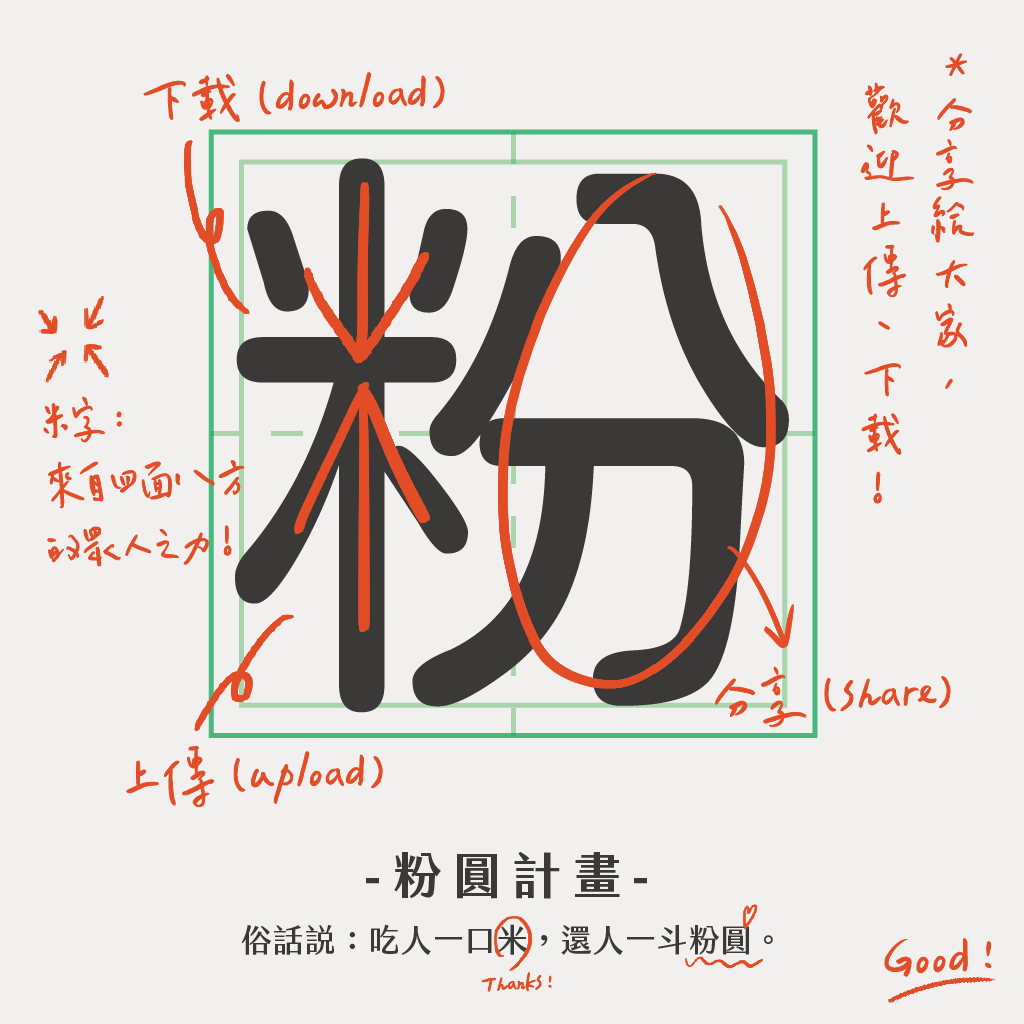 下載 (download)
*分享給大家，
歡迎上傳、下載！
粉
米字：
來自四面八方
的眾人之力！
分享 (share)
上傳 (upload)
-粉圓計畫-
俗話説：吃人一口米，還人一斗粉圓。
Thanks!
Good!